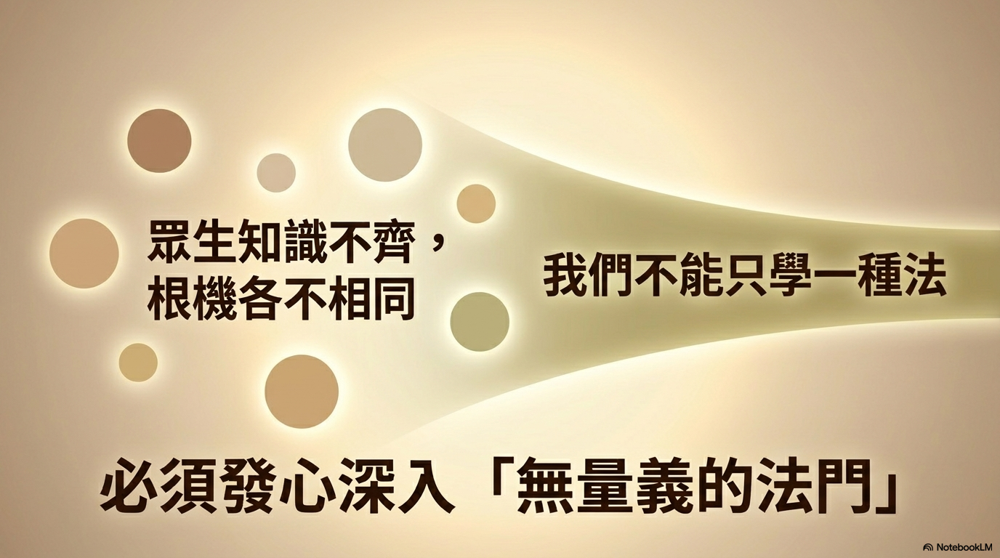 眾生知識不齊，
根機各不相同
我們不能只學一種法
必須發心深入「無量義的法門」
NotebookLM